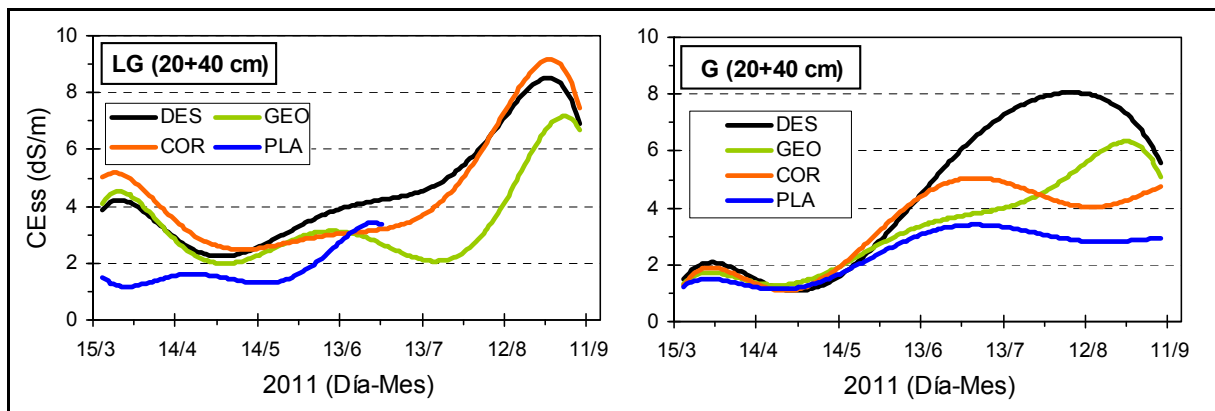 LG (20+40 cm)
DES GEO
COR PLA
CEss (dS/m)
10
8
6
4
2
0
15/3 14/4 14/5 13/6 13/7 12/8 11/9
2011 (Día-Mes)
G (20+40 cm)
DES
GEO
COR
PLA
10
8
6
4
2
0
15/3 14/4 14/5 13/6 13/7 12/8 11/9
2011 (Día-Mes)